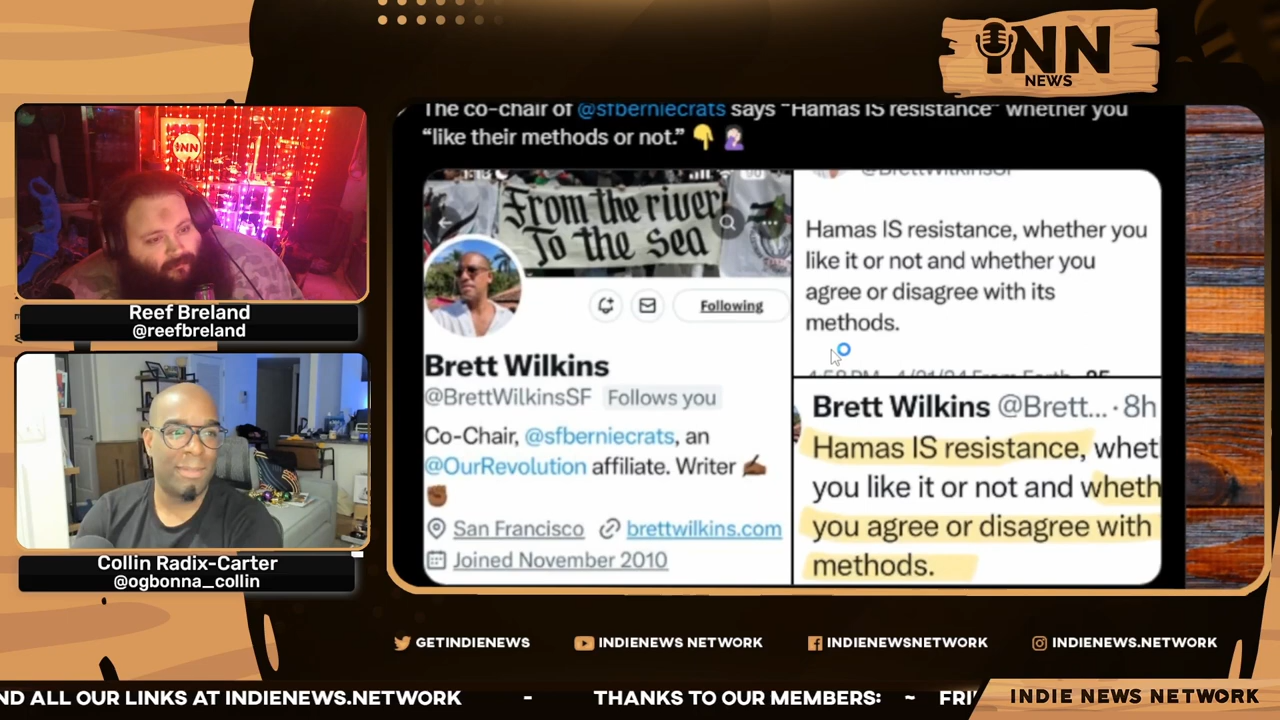 INN
NEWS
The co-chair of @sfberniecrats says “Hamas IS resistance” whether you
“like their methods or not.” 👇 🤦🏻‍♀️
From the river
To the sea
Following
Brett Wilkins
@BrettWilkinsSF Follows you
Co-Chair, @sfberniecrats, an
@OurRevolution affiliate. Writer ✍🏾
✊🏾
San Francisco brettwilkins.com
Joined November 2010
@BrettWilkinsSF
Hamas IS resistance, whether you
like it or not and whether you
agree or disagree with its
methods.
Brett Wilkins @Brett... · 8h
Hamas IS resistance, whet
you like it or not and wheth
you agree or disagree with
methods.
INN
Reef Breland
@reefbreland
Collin Radix-Carter
@ogbonna_collin
GETINDIENEWS INDIENEWS NETWORK INDIENEWSNETWORK INDIENEWS.NETWORK
ND ALL OUR LINKS AT INDIENEWS.NETWORK - THANKS TO OUR MEMBERS: ~ FRI
INDIE NEWS NETWORK